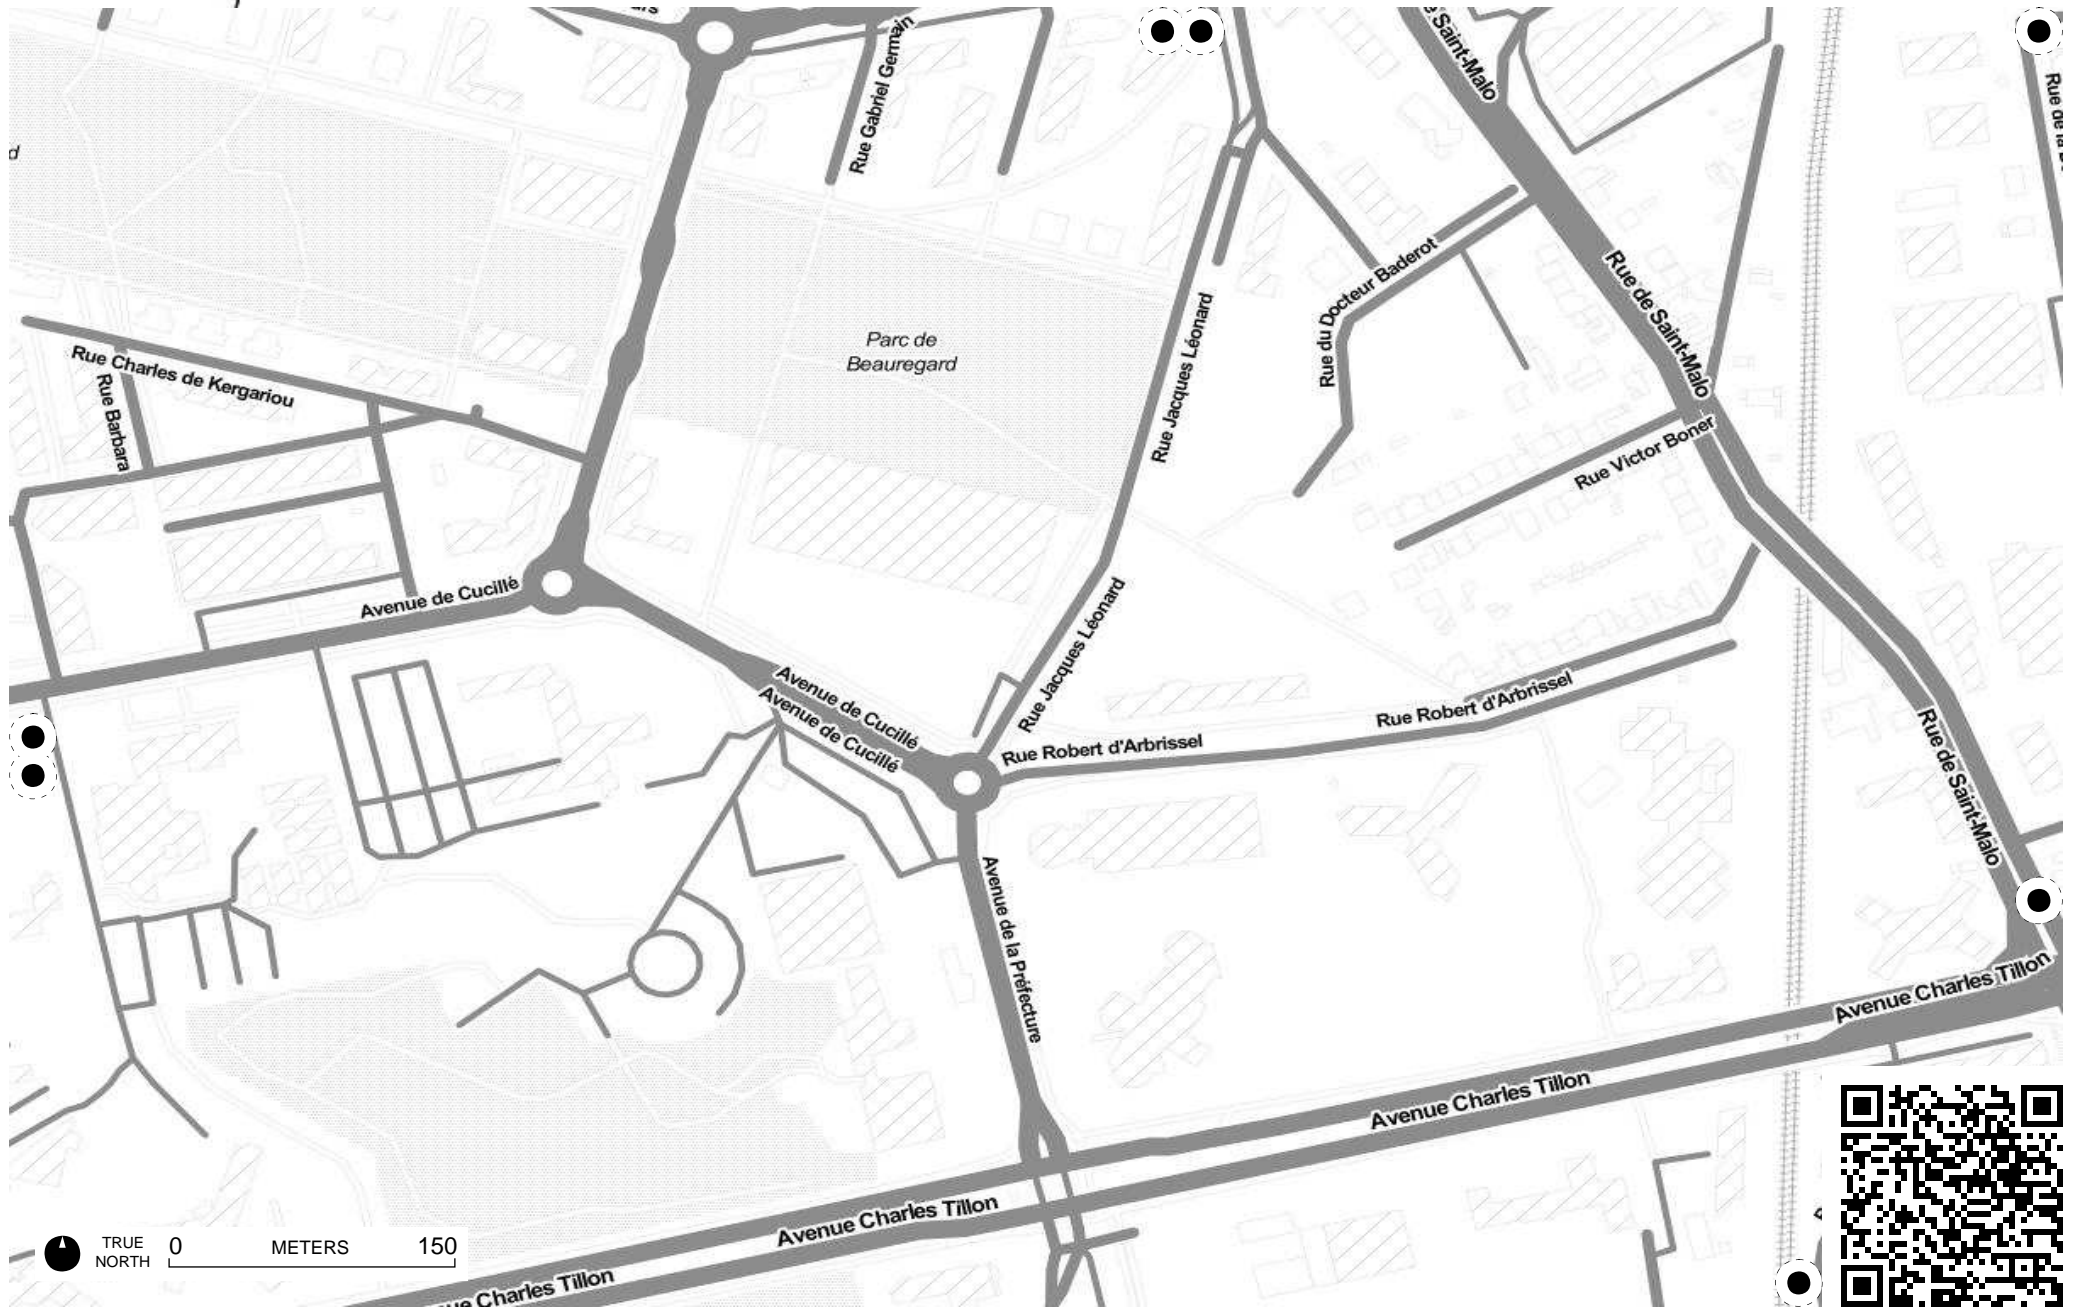 Rue Gabriel Germain
Rue de Saint-Malo
Rue du Docteur Baderot
Rue de Saint-Malo
Parc de
Beauregard
Rue Jacques Léonard
Rue Charles de Kergariou
Rue Barbara
Rue Victor Boner
Avenue de Cucillé
Rue Jacques Léonard
Avenue de Cucillé
Avenue de Cucillé
Rue Robert d'Arbrissel
Rue Robert d'Arbrissel
Rue de Saint-Malo
Avenue de la Préfecture
Avenue Charles Tillon
Avenue Charles Tillon
Avenue Charles Tillon
Charles Tillon
TRUE
NORTH
0 METERS 150